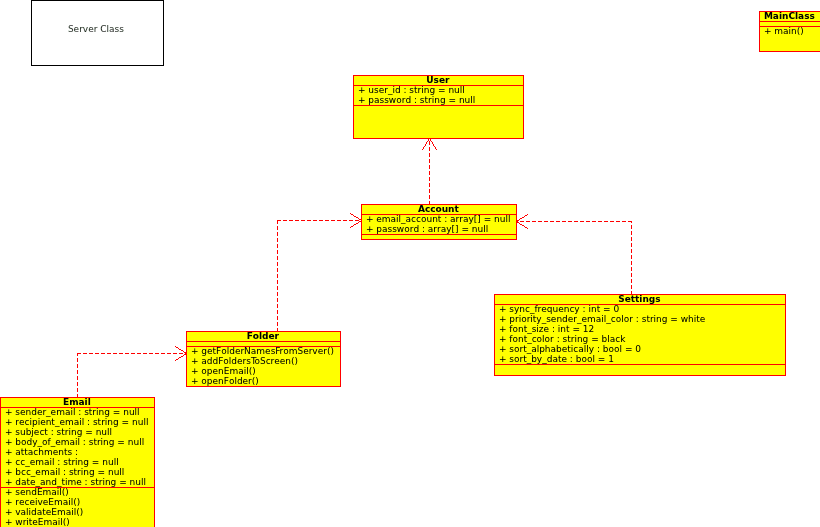 Server Class
MainClass
+ main()
User
+ user_id : string = null
+ password : string = null
Account
+ email_account : array[] = null
+ password : array[] = null
Settings
+ sync_frequency : int = 0
+ priority_sender_email_color : string = white
+ font_size : int = 12
+ font_color : string = black
+ sort_alphabetically : bool = 0
+ sort_by_date : bool = 1
Folder
+ getFolderNamesFromServer()
+ addFoldersToScreen()
+ openEmail()
+ openFolder()
Email
+ sender_email : string = null
+ recipient_email : string = null
+ subject : string = null
+ body_of_email : string = null
+ attachments :
+ cc_email : string = null
+ bcc_email : string = null
+ date_and_time : string = null
+ sendEmail()
+ receiveEmail()
+ validateEmail()
+ writeEmail()